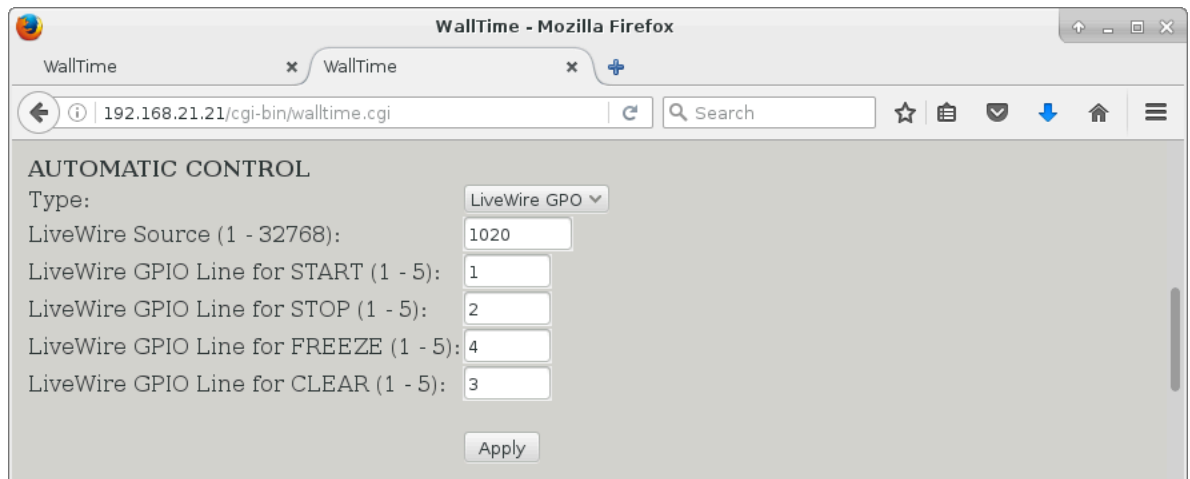 WallTime - Mozilla Firefox
WallTime WallTime
192.168.21.21/cgi-bin/walltime.cgi Search
AUTOMATIC CONTROL
Type: LiveWire GPO
LiveWire Source (1 - 32768): 1020
LiveWire GPIO Line for START (1 - 5): 1
LiveWire GPIO Line for STOP (1 - 5): 2
LiveWire GPIO Line for FREEZE (1 - 5): 4
LiveWire GPIO Line for CLEAR (1 - 5): 3
Apply